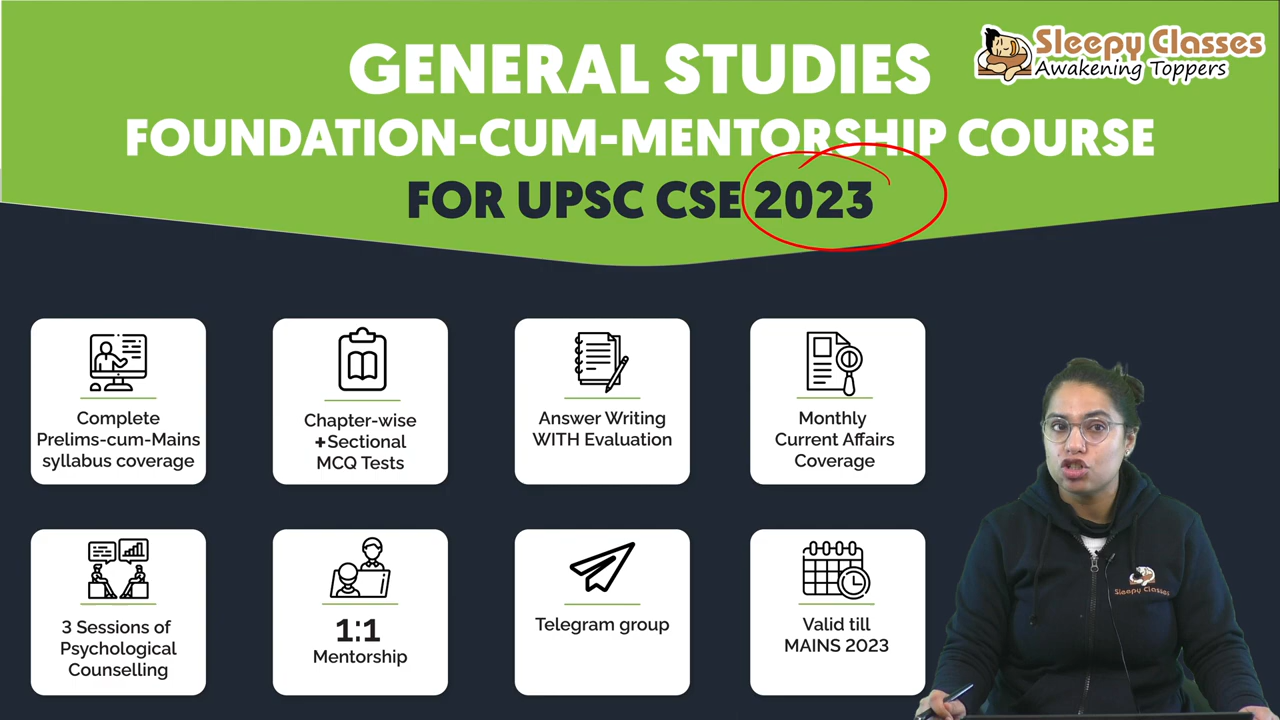 GENERAL STUDIES
FOUNDATION-CUM-MENTORSHIP COURSE
FOR UPSC CSE 2023
Sleepy Classes
Awakening Toppers
Complete
Prelims-cum-Mains
syllabus coverage
Chapter-wise
+Sectional
MCQ Tests
Answer Writing
WITH Evaluation
Monthly
Current Affairs
Coverage
3 Sessions of
Psychological
Counselling
1:1
Mentorship
Telegram group
Valid till
MAINS 2023
Sleepy Classes